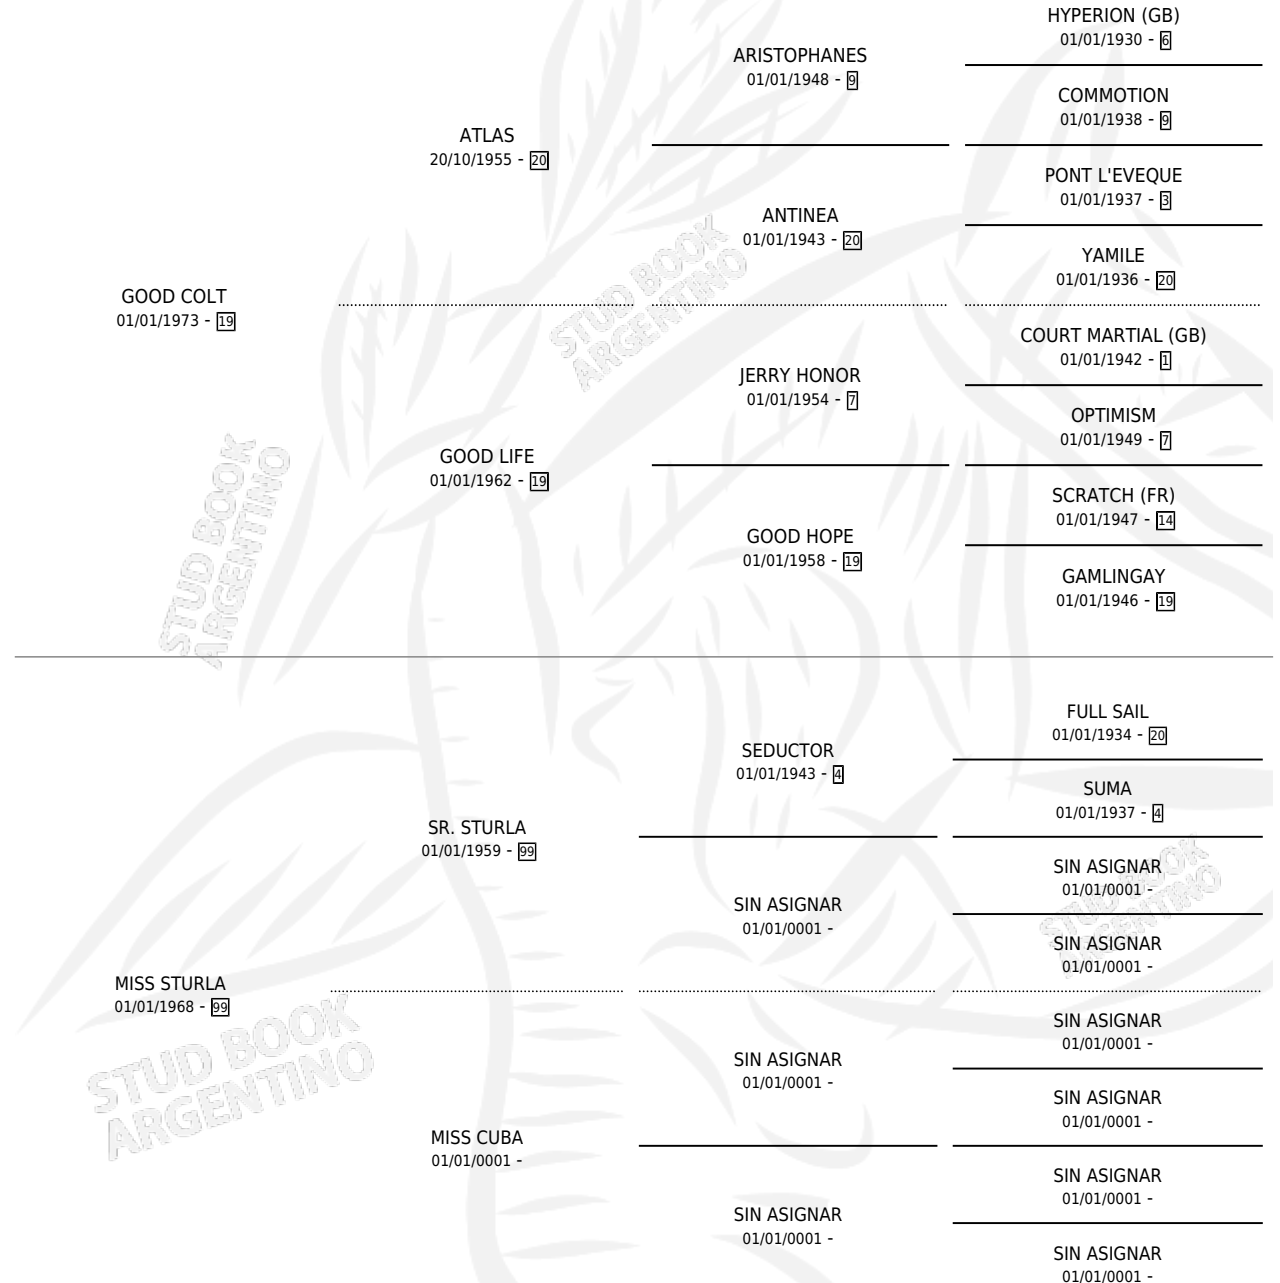 HYPERION (GB)
01/01/1930 - 6
ARISTOPHANES
01/01/1948 - 9
COMMOTION
01/01/1938 - 9
ATLAS
20/10/1955 - 20
PONT L'EVEQUE
01/01/1937 - 3
ANTINEA
01/01/1943 - 20
YAMILE
01/01/1936 - 20
GOOD COLT
01/01/1973 - 19
STUD BOOK
ARGENTINO
COURT MARTIAL (GB)
01/01/1942 - 1
JERRY HONOR
01/01/1954 - 7
OPTIMISM
01/01/1949 - 7
GOOD LIFE
01/01/1962 - 19
SCRATCH (FR)
01/01/1947 - 14
GOOD HOPE
01/01/1958 - 19
GAMLINGAY
01/01/1946 - 19
STUD BOOK
ARGENTINO
FULL SAIL
01/01/1934 - 20
SEDUCTOR
01/01/1943 - 4
SUMA
01/01/1937 - 4
SR. STURLA
01/01/1959 - 99
SIN ASIGNAR
01/01/0001 -
SIN ASIGNAR
01/01/0001 -
SIN ASIGNAR
01/01/0001 -
STUD BOOK
ARGENTINO
MISS STURLA
01/01/1968 - 99
SIN ASIGNAR
01/01/0001 -
SIN ASIGNAR
01/01/0001 -
SIN ASIGNAR
01/01/0001 -
STUD BOOK
ARGENTINO
MISS CUBA
01/01/0001 -
SIN ASIGNAR
01/01/0001 -
SIN ASIGNAR
01/01/0001 -
SIN ASIGNAR
01/01/0001 -